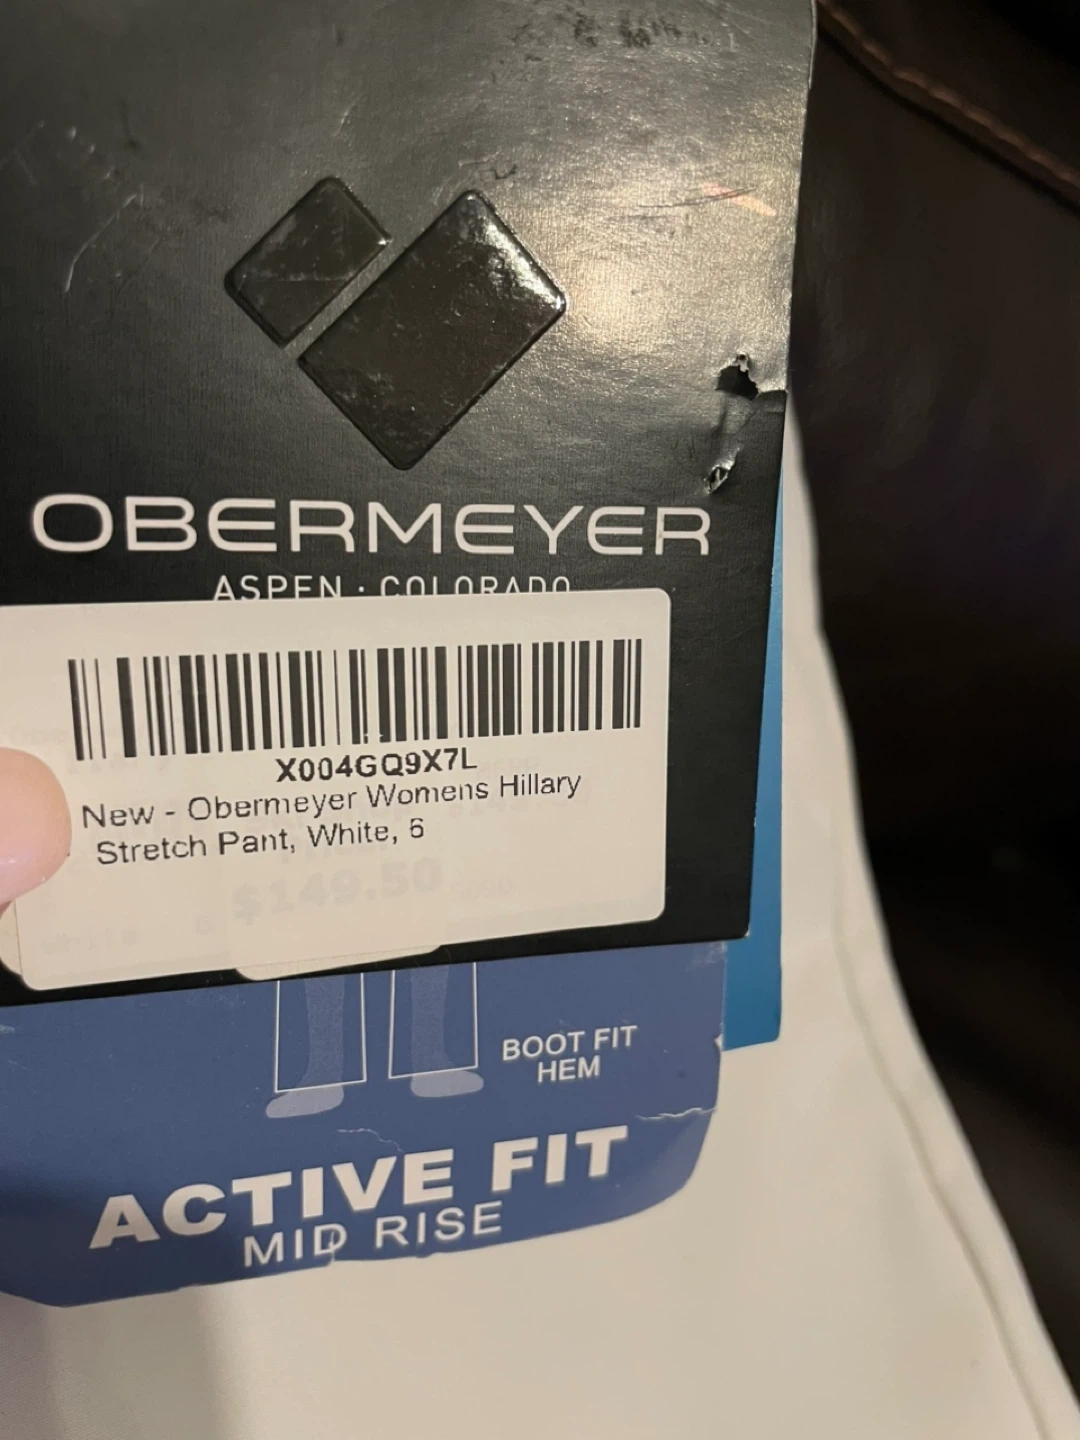 OBERMEYER
ASPEN · COLORADO
X004GQ9X7L
New - Obermeyer Womens Hillary
Stretch Pant, White, 6
$149.50
BOOT FIT
HEM
ACTIVE FIT
MID RISE